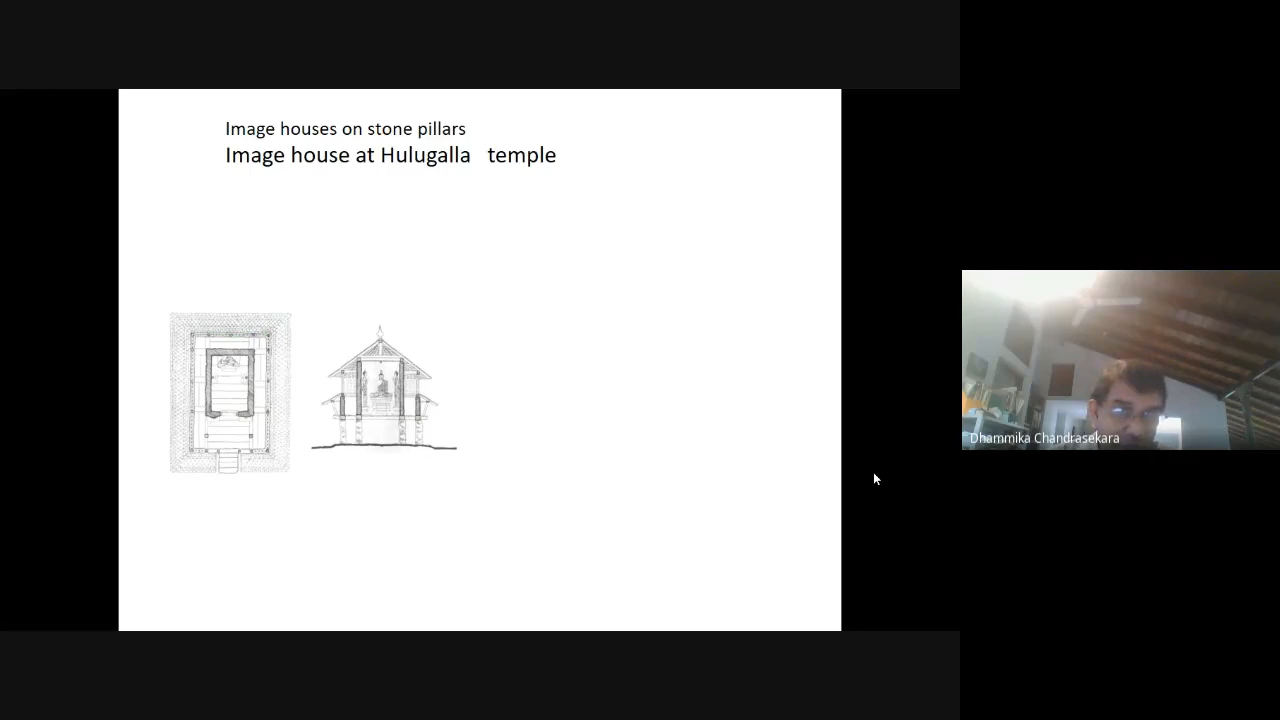 Image houses on stone pillars
Image house at Hulugalla temple
Dhammika Chandrasekara